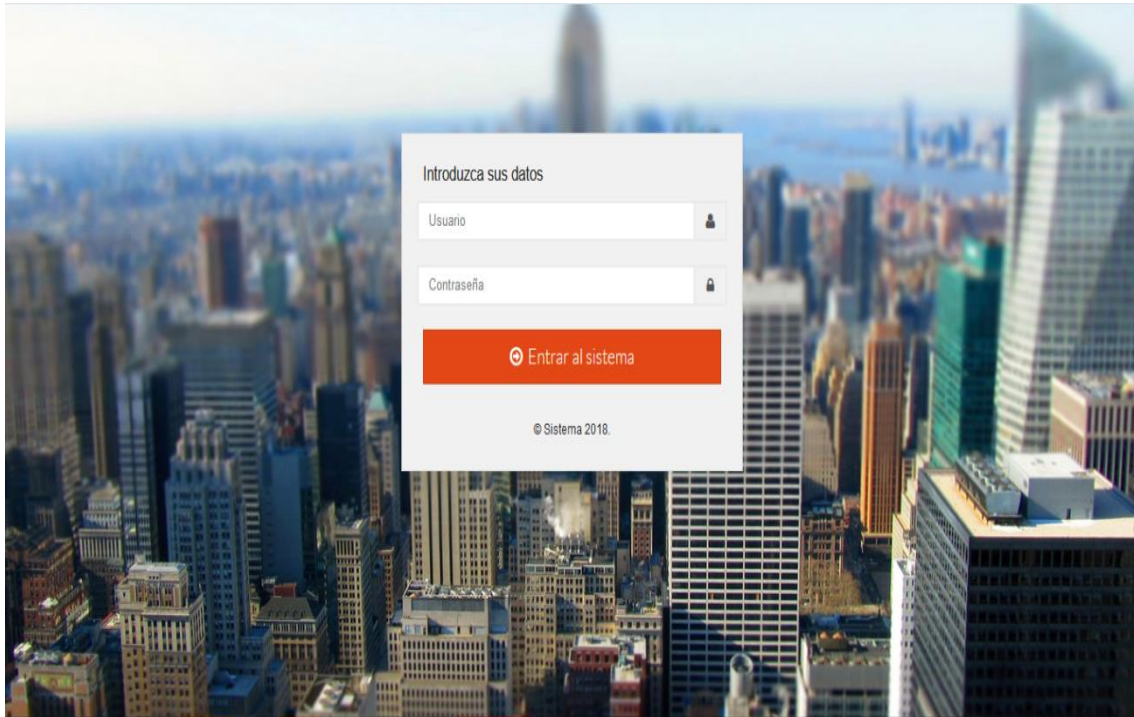 Introduzca sus datos
Usuario
Contraseña
Entrar al sistema
© Sistema 2018.